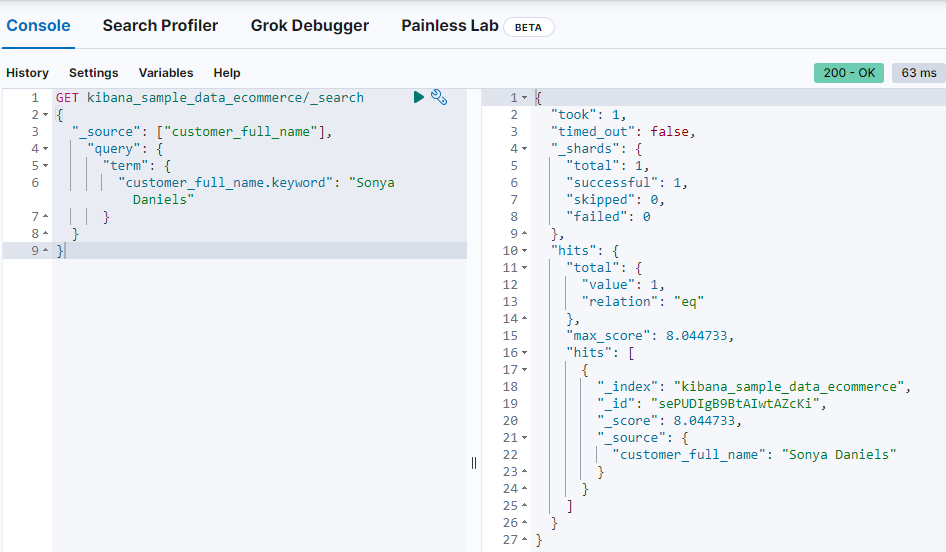 Console Search Profiler Grok Debugger Painless Lab BETA
History Settings Variables Help 200 - OK 63 ms
1 GET kibana_sample_data_ecommerce/_search
2 {
3 "_source": ["customer_full_name"],
4 "query": {
5 "term": {
6 "customer_full_name.keyword": "Sonya
Daniels"
7 }
8 }
9 }
1 {
2 "took": 1,
3 "timed_out": false,
4 "_shards": {
5 "total": 1,
6 "successful": 1,
7 "skipped": 0,
8 "failed": 0
9 },
10 "hits": {
11 "total": {
12 "value": 1,
13 "relation": "eq"
14 },
15 "max_score": 8.044733,
16 "hits": [
17 {
18 "_index": "kibana_sample_data_ecommerce",
19 "_id": "sePUDIgB9BtAIwtAZcKi",
20 "_score": 8.044733,
21 "_source": {
22 "customer_full_name": "Sonya Daniels"
23 }
24 }
25 ]
26 }
27 }